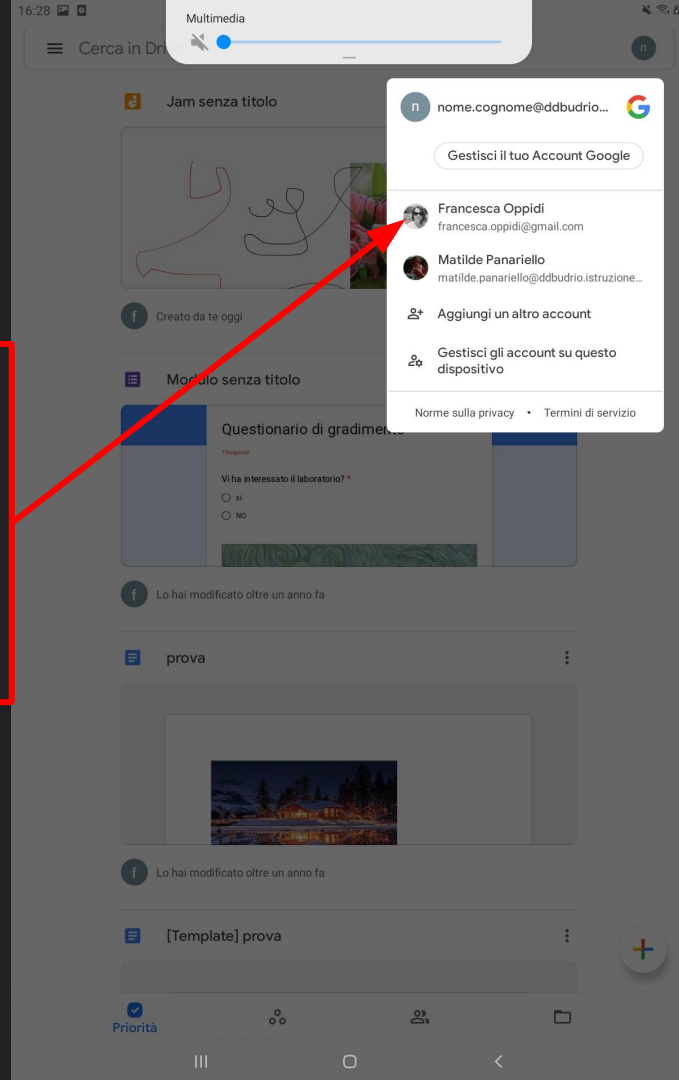 16:28
Multimedia
Cerca in Dri
n
Jam senza titolo
n
nome.cognome@ddbudrio...
Gestisci il tuo Account Google
Francesca Oppidi
francesca.oppidi@gmail.com
Matilde Panariello
matilde.panariello@ddbudrio.istruzione...
Aggiungi un altro account
Gestisci gli account su questo
dispositivo
Norme sulla privacy • Termini di servizio
f
Creato da te oggi
Modulo senza titolo
Questionario di gradimento
* Required
Vi ha interessato il laboratorio? *
SI
NO
f
Lo hai modificato oltre un anno fa
prova
f
Lo hai modificato oltre un anno fa
[Template] prova
Priorità